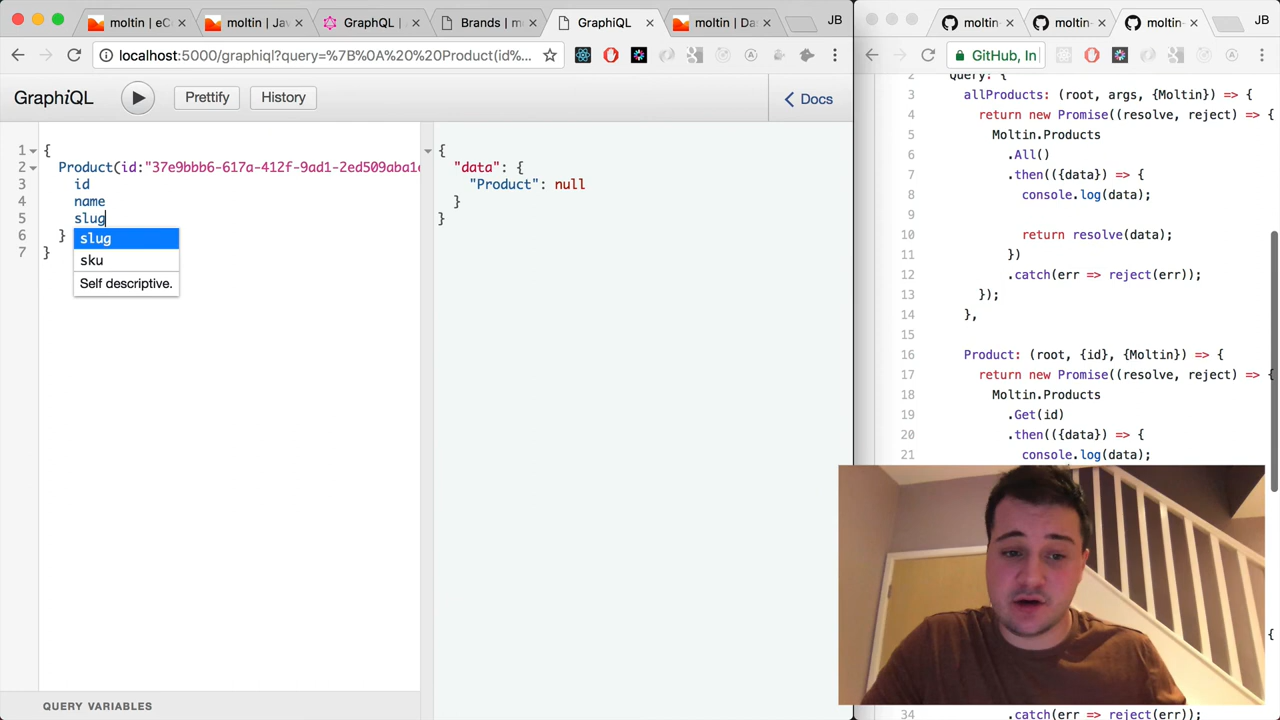 moltin | eC
moltin | Jav
GraphQL |
Brands | m
GraphiQL
moltin | Da
JB
localhost:5000/graphiql?query=%7B%0A%20%20Product(id%...
GraphiQL
Prettify
History
Docs
1 {
2 Product(id:"37e9bbb6-617a-412f-9ad1-2ed509aba1
3 id
4 name
5 slug
6 }
7 }
slug
sku
Self descriptive.
{
"data": {
"Product": null
}
}
QUERY VARIABLES
moltin-
moltin-
moltin-
JB
GitHub, In
2 Query: {
3 allProducts: (root, args, {Moltin}) => {
4 return new Promise((resolve, reject) => {
5 Moltin.Products
6 .All()
7 .then(({data}) => {
8 console.log(data);
9
10 return resolve(data);
11 })
12 .catch(err => reject(err));
13 });
14 },
15
16 Product: (root, {id}, {Moltin}) => {
17 return new Promise((resolve, reject) => {
18 Moltin.Products
19 .Get(id)
20 .then(({data}) => {
21 console.log(data);
{
34 .catch(err => reject(err));